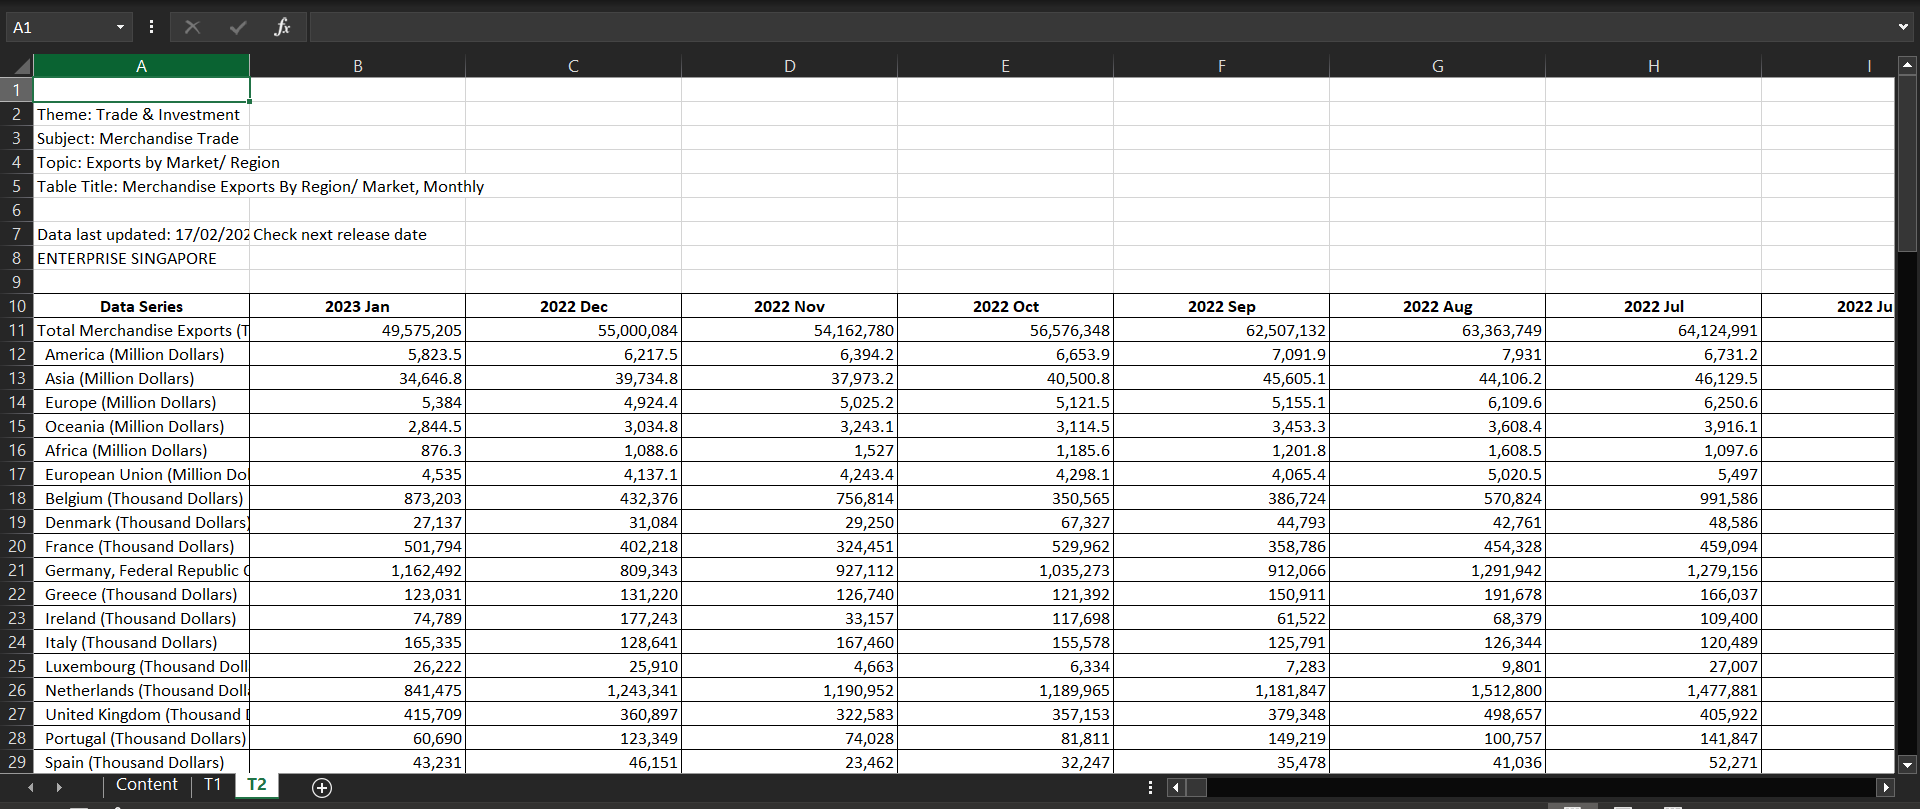 A1 fx
A B C D E F G H I
1
2 Theme: Trade & Investment
3 Subject: Merchandise Trade
4 Topic: Exports by Market/ Region
5 Table Title: Merchandise Exports By Region/ Market, Monthly
6
7 Data last updated: 17/02/202 Check next release date
8 ENTERPRISE SINGAPORE
9
10 Data Series 2023 Jan 2022 Dec 2022 Nov 2022 Oct 2022 Sep 2022 Aug 2022 Jul 2022 Ju
11 Total Merchandise Exports (T 49,575,205 55,000,084 54,162,780 56,576,348 62,507,132 63,363,749 64,124,991
12 America (Million Dollars) 5,823.5 6,217.5 6,394.2 6,653.9 7,091.9 7,931 6,731.2
13 Asia (Million Dollars) 34,646.8 39,734.8 37,973.2 40,500.8 45,605.1 44,106.2 46,129.5
14 Europe (Million Dollars) 5,384 4,924.4 5,025.2 5,121.5 5,155.1 6,109.6 6,250.6
15 Oceania (Million Dollars) 2,844.5 3,034.8 3,243.1 3,114.5 3,453.3 3,608.4 3,916.1
16 Africa (Million Dollars) 876.3 1,088.6 1,527 1,185.6 1,201.8 1,608.5 1,097.6
17 European Union (Million Dol 4,535 4,137.1 4,243.4 4,298.1 4,065.4 5,020.5 5,497
18 Belgium (Thousand Dollars) 873,203 432,376 756,814 350,565 386,724 570,824 991,586
19 Denmark (Thousand Dollars) 27,137 31,084 29,250 67,327 44,793 42,761 48,586
20 France (Thousand Dollars) 501,794 402,218 324,451 529,962 358,786 454,328 459,094
21 Germany, Federal Republic 1,162,492 809,343 927,112 1,035,273 912,066 1,291,942 1,279,156
22 Greece (Thousand Dollars) 123,031 131,220 126,740 121,392 150,911 191,678 166,037
23 Ireland (Thousand Dollars) 74,789 177,243 33,157 117,698 61,522 68,379 109,400
24 Italy (Thousand Dollars) 165,335 128,641 167,460 155,578 125,791 126,344 120,489
25 Luxembourg (Thousand Doll 26,222 25,910 4,663 6,334 7,283 9,801 27,007
26 Netherlands (Thousand Doll 841,475 1,243,341 1,190,952 1,189,965 1,181,847 1,512,800 1,477,881
27 United Kingdom (Thousand 415,709 360,897 322,583 357,153 379,348 498,657 405,922
28 Portugal (Thousand Dollars) 60,690 123,349 74,028 81,811 149,219 100,757 141,847
29 Spain (Thousand Dollars) 43,231 46,151 23,462 32,247 35,478 41,036 52,271
Content T1 T2